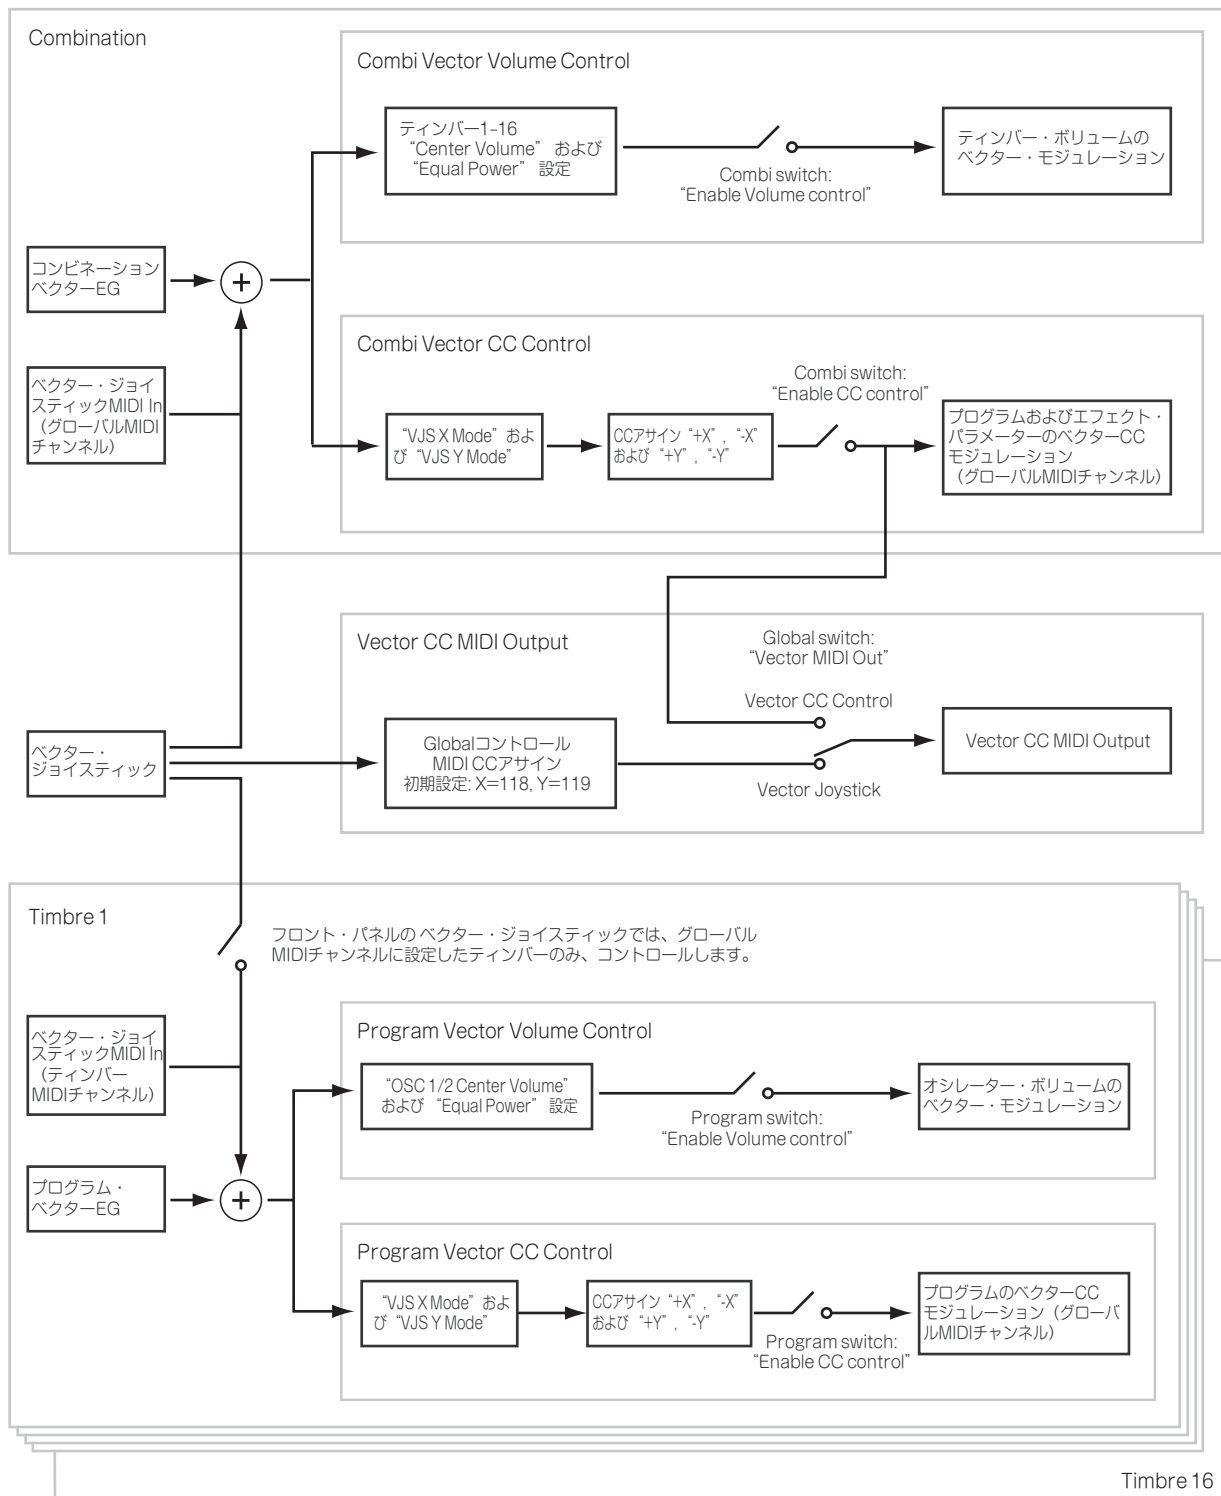 Combination
Combi Vector Volume Control
ティンバー1-16
“Center Volume” および
“Equal Power” 設定
Combi switch:
“Enable Volume control”
ティンバー・ボリュームの
ベクター・モジュレーション
コンビネーション
ベクターEG
ベクター・ジョイ
スティックMIDI In
（グローバルMIDI
チャンネル）
Combi Vector CC Control
“VJS X Mode” およ
び “VJS Y Mode”
CCアサイン “+X” , “-X”
および “+Y” , “-Y”
Combi switch:
“Enable CC control”
プログラムおよびエフェクト・
パラメーターのベクターCC
モジュレーション
（グローバルMIDIチャンネル）
Vector CC MIDI Output
Global switch:
“Vector MIDI Out”
Vector CC Control
ベクター・
ジョイスティック
Globalコントロール
MIDI CCアサイン
初期設定: X=118, Y=119
Vector Joystick
Vector CC MIDI Output
Timbre 1
フロント・パネルの ベクター・ジョイスティックでは、グローバル
MIDIチャンネルに設定したティンバーのみ、コントロールします。
ベクター・ジョイ
スティックMIDI In
（ティンバー
MIDIチャンネル）
プログラム・
ベクターEG
Program Vector Volume Control
“OSC 1/2 Center Volume”
および “Equal Power” 設定
Program switch:
“Enable Volume control”
オシレーター・ボリュームの
ベクター・モジュレーション
Program Vector CC Control
“VJS X Mode” およ
び “VJS Y Mode”
CCアサイン “+X” , “-X”
および “+Y” , “-Y”
Program switch:
“Enable CC control”
プログラムのベクターCC
モジュレーション（グローバ
ルMIDIチャンネル）
Timbre 16